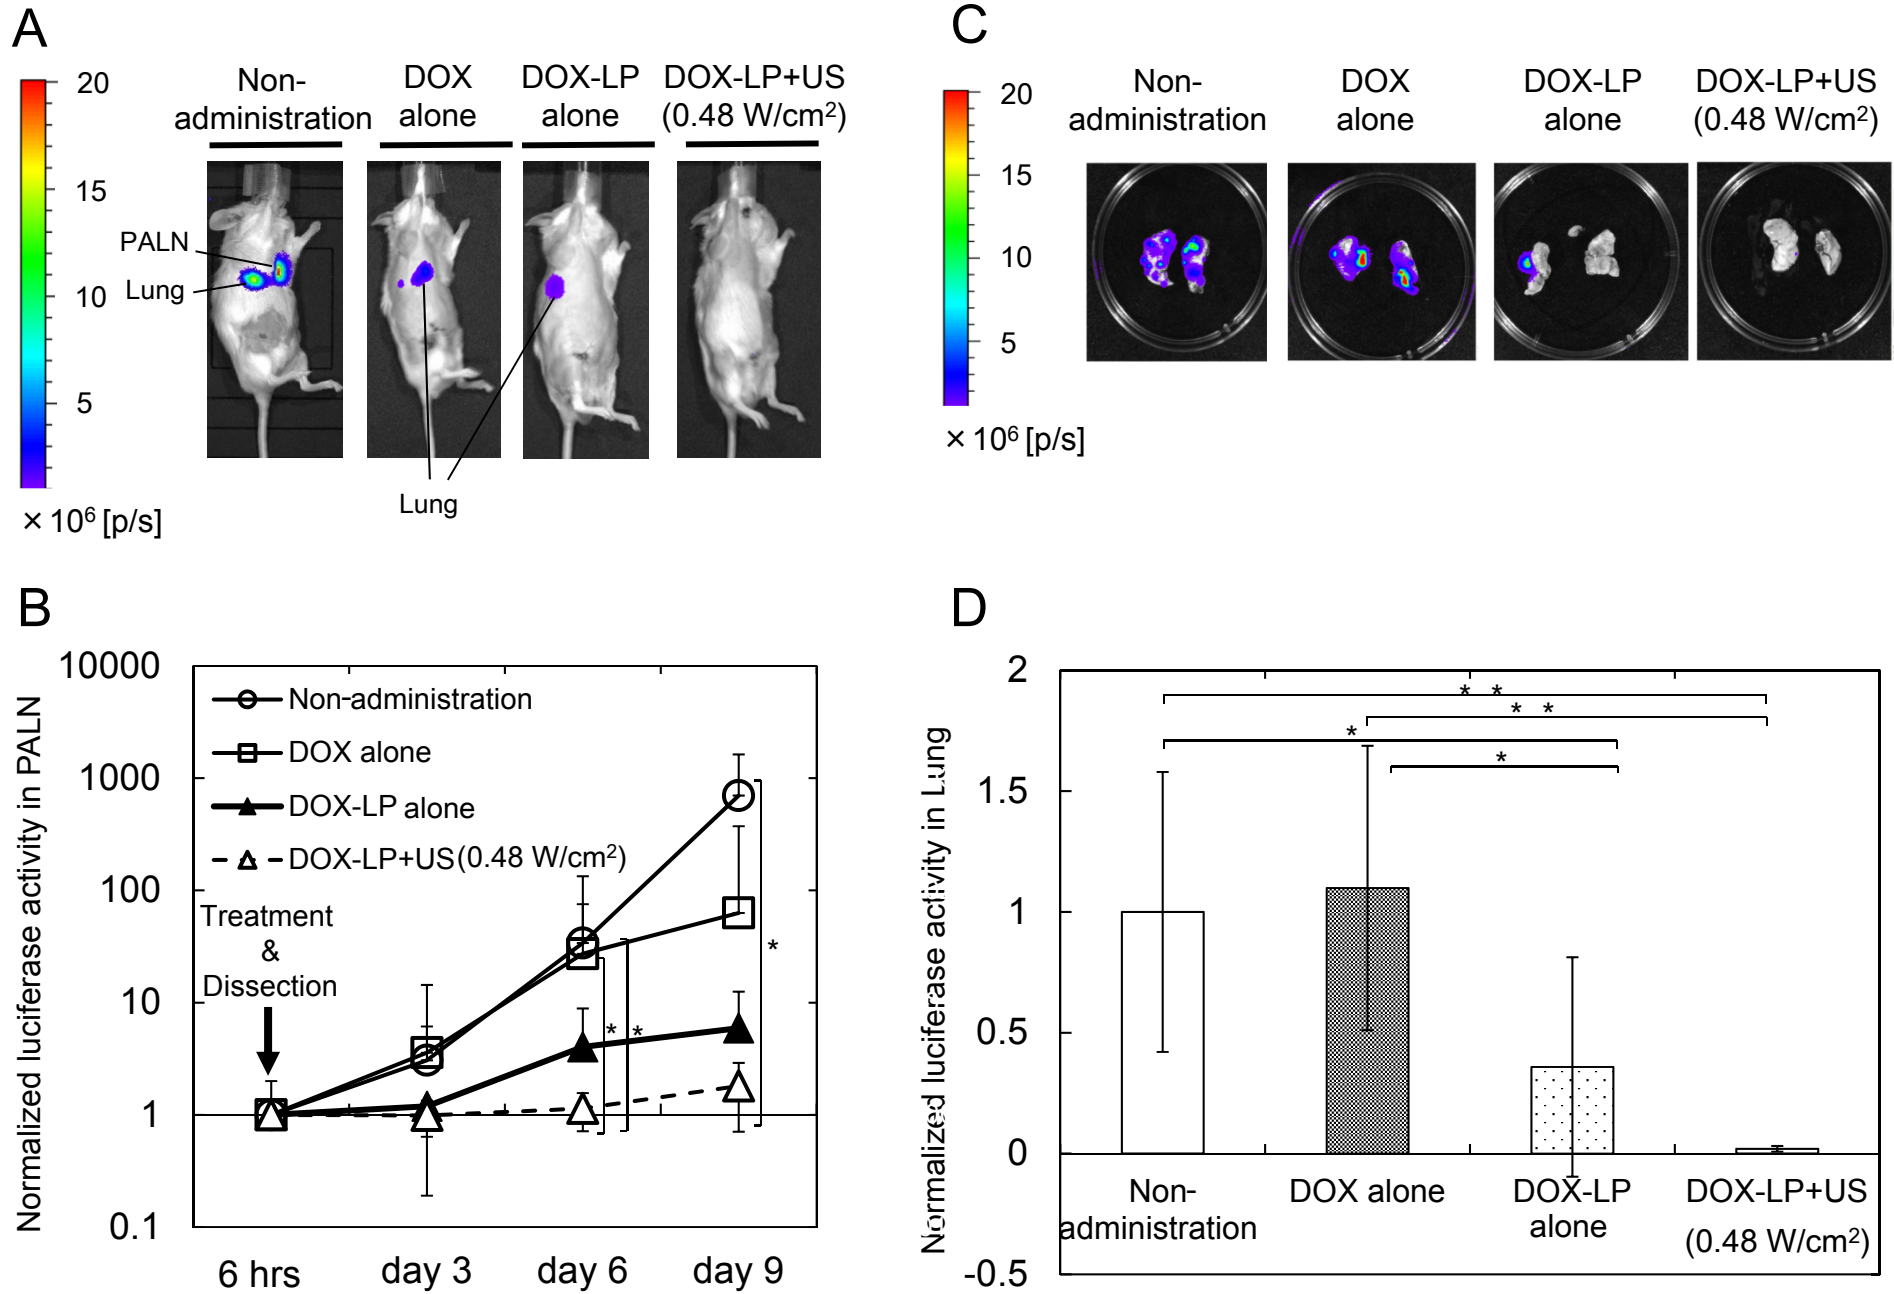 A
Non-
administration
DOX
alone
DOX-LP
alone
DOX-LP+US
(0.48 W/cm²)
20
15
10
5
×10⁶ [p/s]
PALN
Lung
Lung
C
Non-
administration
DOX
alone
DOX-LP
alone
DOX-LP+US
(0.48 W/cm²)
20
15
10
5
×10⁶ [p/s]
B
Normalized luciferase activity in PALN
10000
1000
100
10
1
0.1
Non-administration
DOX alone
DOX-LP alone
DOX-LP+US(0.48 W/cm²)
Treatment
&
Dissection
*
*
*
6 hrs
day 3
day 6
day 9
D
Normalized luciferase activity in Lung
2
1.5
1
0.5
0
-0.5
* *
* *
*
*
Non-
administration
DOX alone
DOX-LP
alone
DOX-LP+US
(0.48 W/cm²)